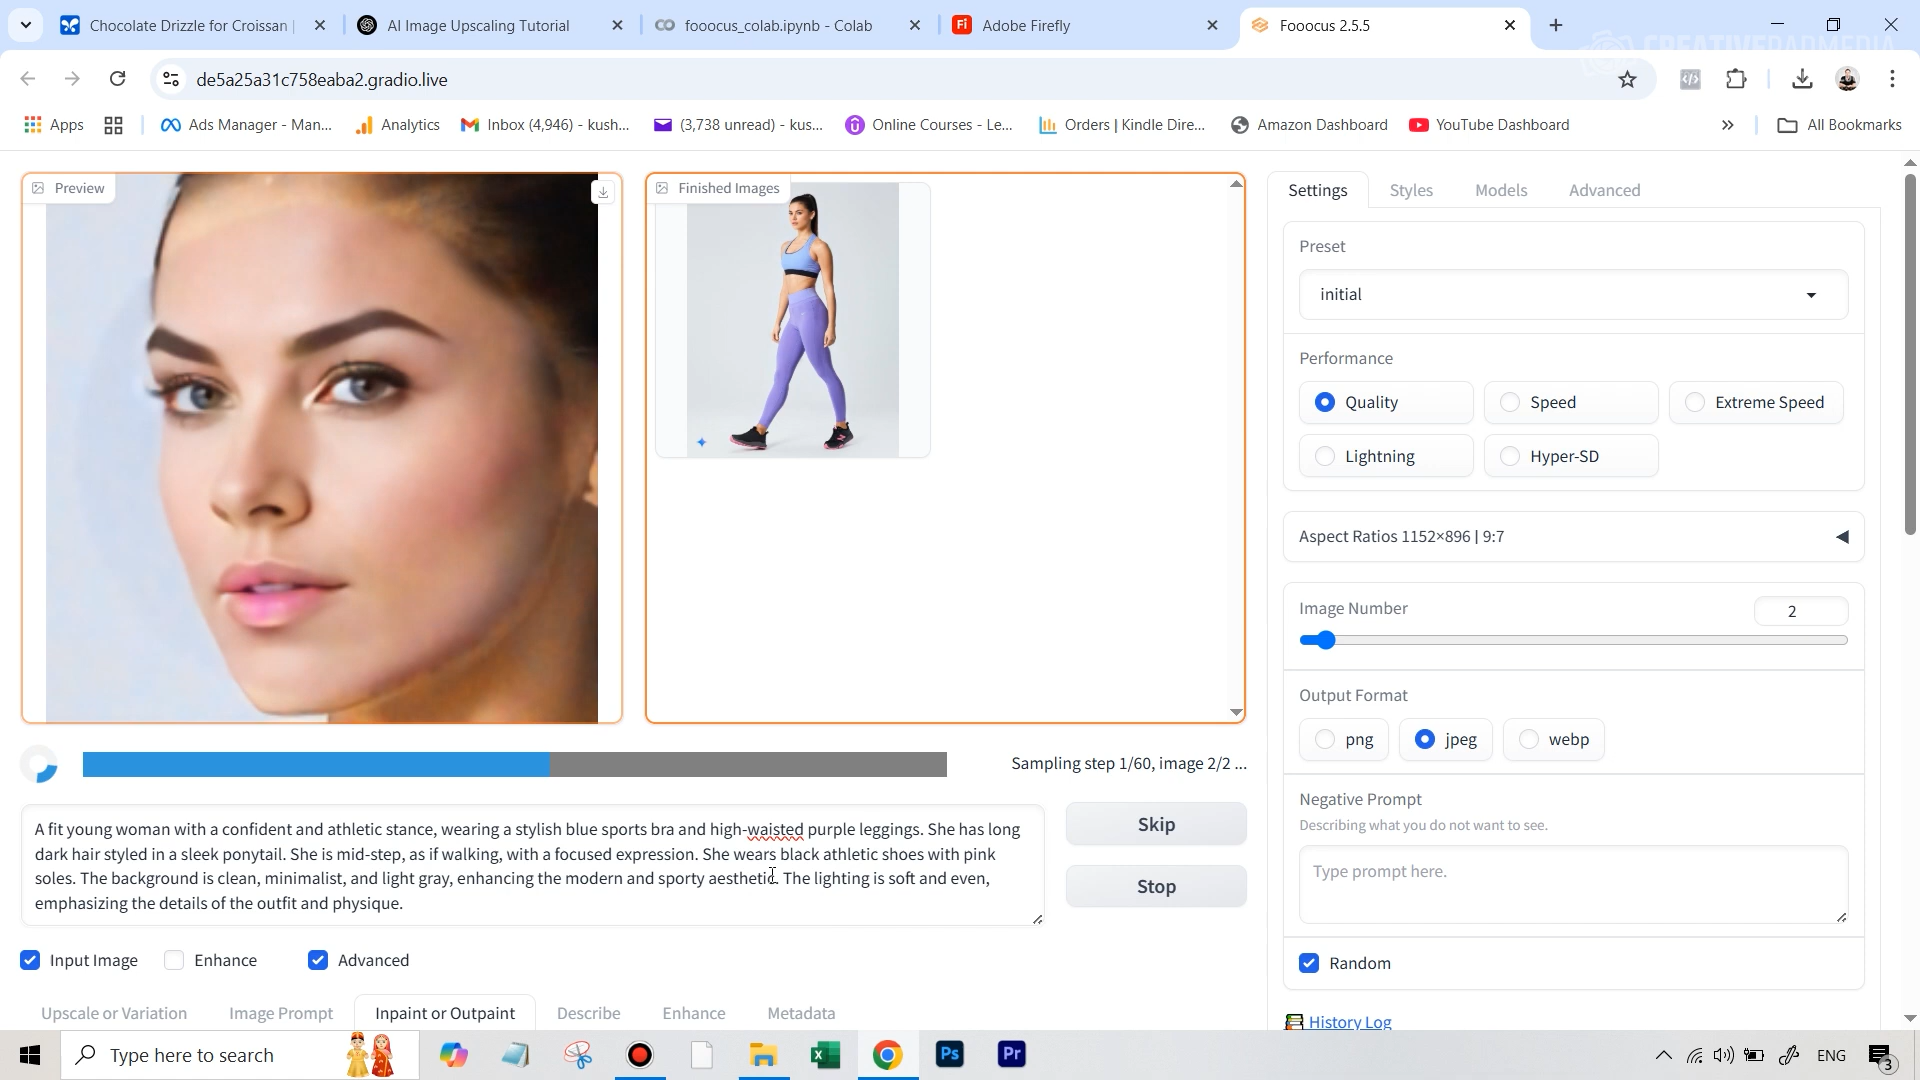 Chocolate Drizzle for Croissan
AI Image Upscaling Tutorial
fooocus_colab.ipynb - Colab
Adobe Firefly
Fooocus 2.5.5
CREATIVEDADMEDIA
de5a25a31c758eaba2.gradio.live
Apps
Ads Manager - Man...
Analytics
Inbox (4,946) - kush...
(3,738 unread) - kus...
Online Courses - Le...
Orders | Kindle Dire...
Amazon Dashboard
YouTube Dashboard
All Bookmarks
Preview
Finished Images
Settings
Styles
Models
Advanced
Preset
initial
Performance
Quality
Speed
Extreme Speed
Lightning
Hyper-SD
Aspect Ratios 1152×896 | 9:7
Image Number
2
Output Format
png
jpeg
webp
Sampling step 1/60, image 2/2 ...
Negative Prompt
Describing what you do not want to see.
Type prompt here.
A fit young woman with a confident and athletic stance, wearing a stylish blue sports bra and high-waisted purple leggings. She has long
dark hair styled in a sleek ponytail. She is mid-step, as if walking, with a focused expression. She wears black athletic shoes with pink
soles. The background is clean, minimalist, and light gray, enhancing the modern and sporty aesthetic. The lighting is soft and even,
emphasizing the details of the outfit and physique.
Skip
Stop
Input Image
Enhance
Advanced
Random
Upscale or Variation
Image Prompt
Inpaint or Outpaint
Describe
Enhance
Metadata
History Log
Type here to search
Ps
Pr
ENG
3